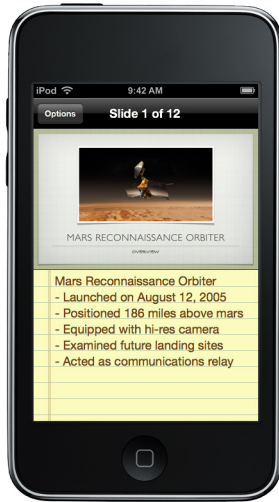 iPod 9:42 AM
Options Slide 1 of 12
MARS RECONNAISSANCE ORBITER
overview
Mars Reconnaissance Orbiter
- Launched on August 12, 2005
- Positioned 186 miles above mars
- Equipped with hi-res camera
- Examined future landing sites
- Acted as communications relay